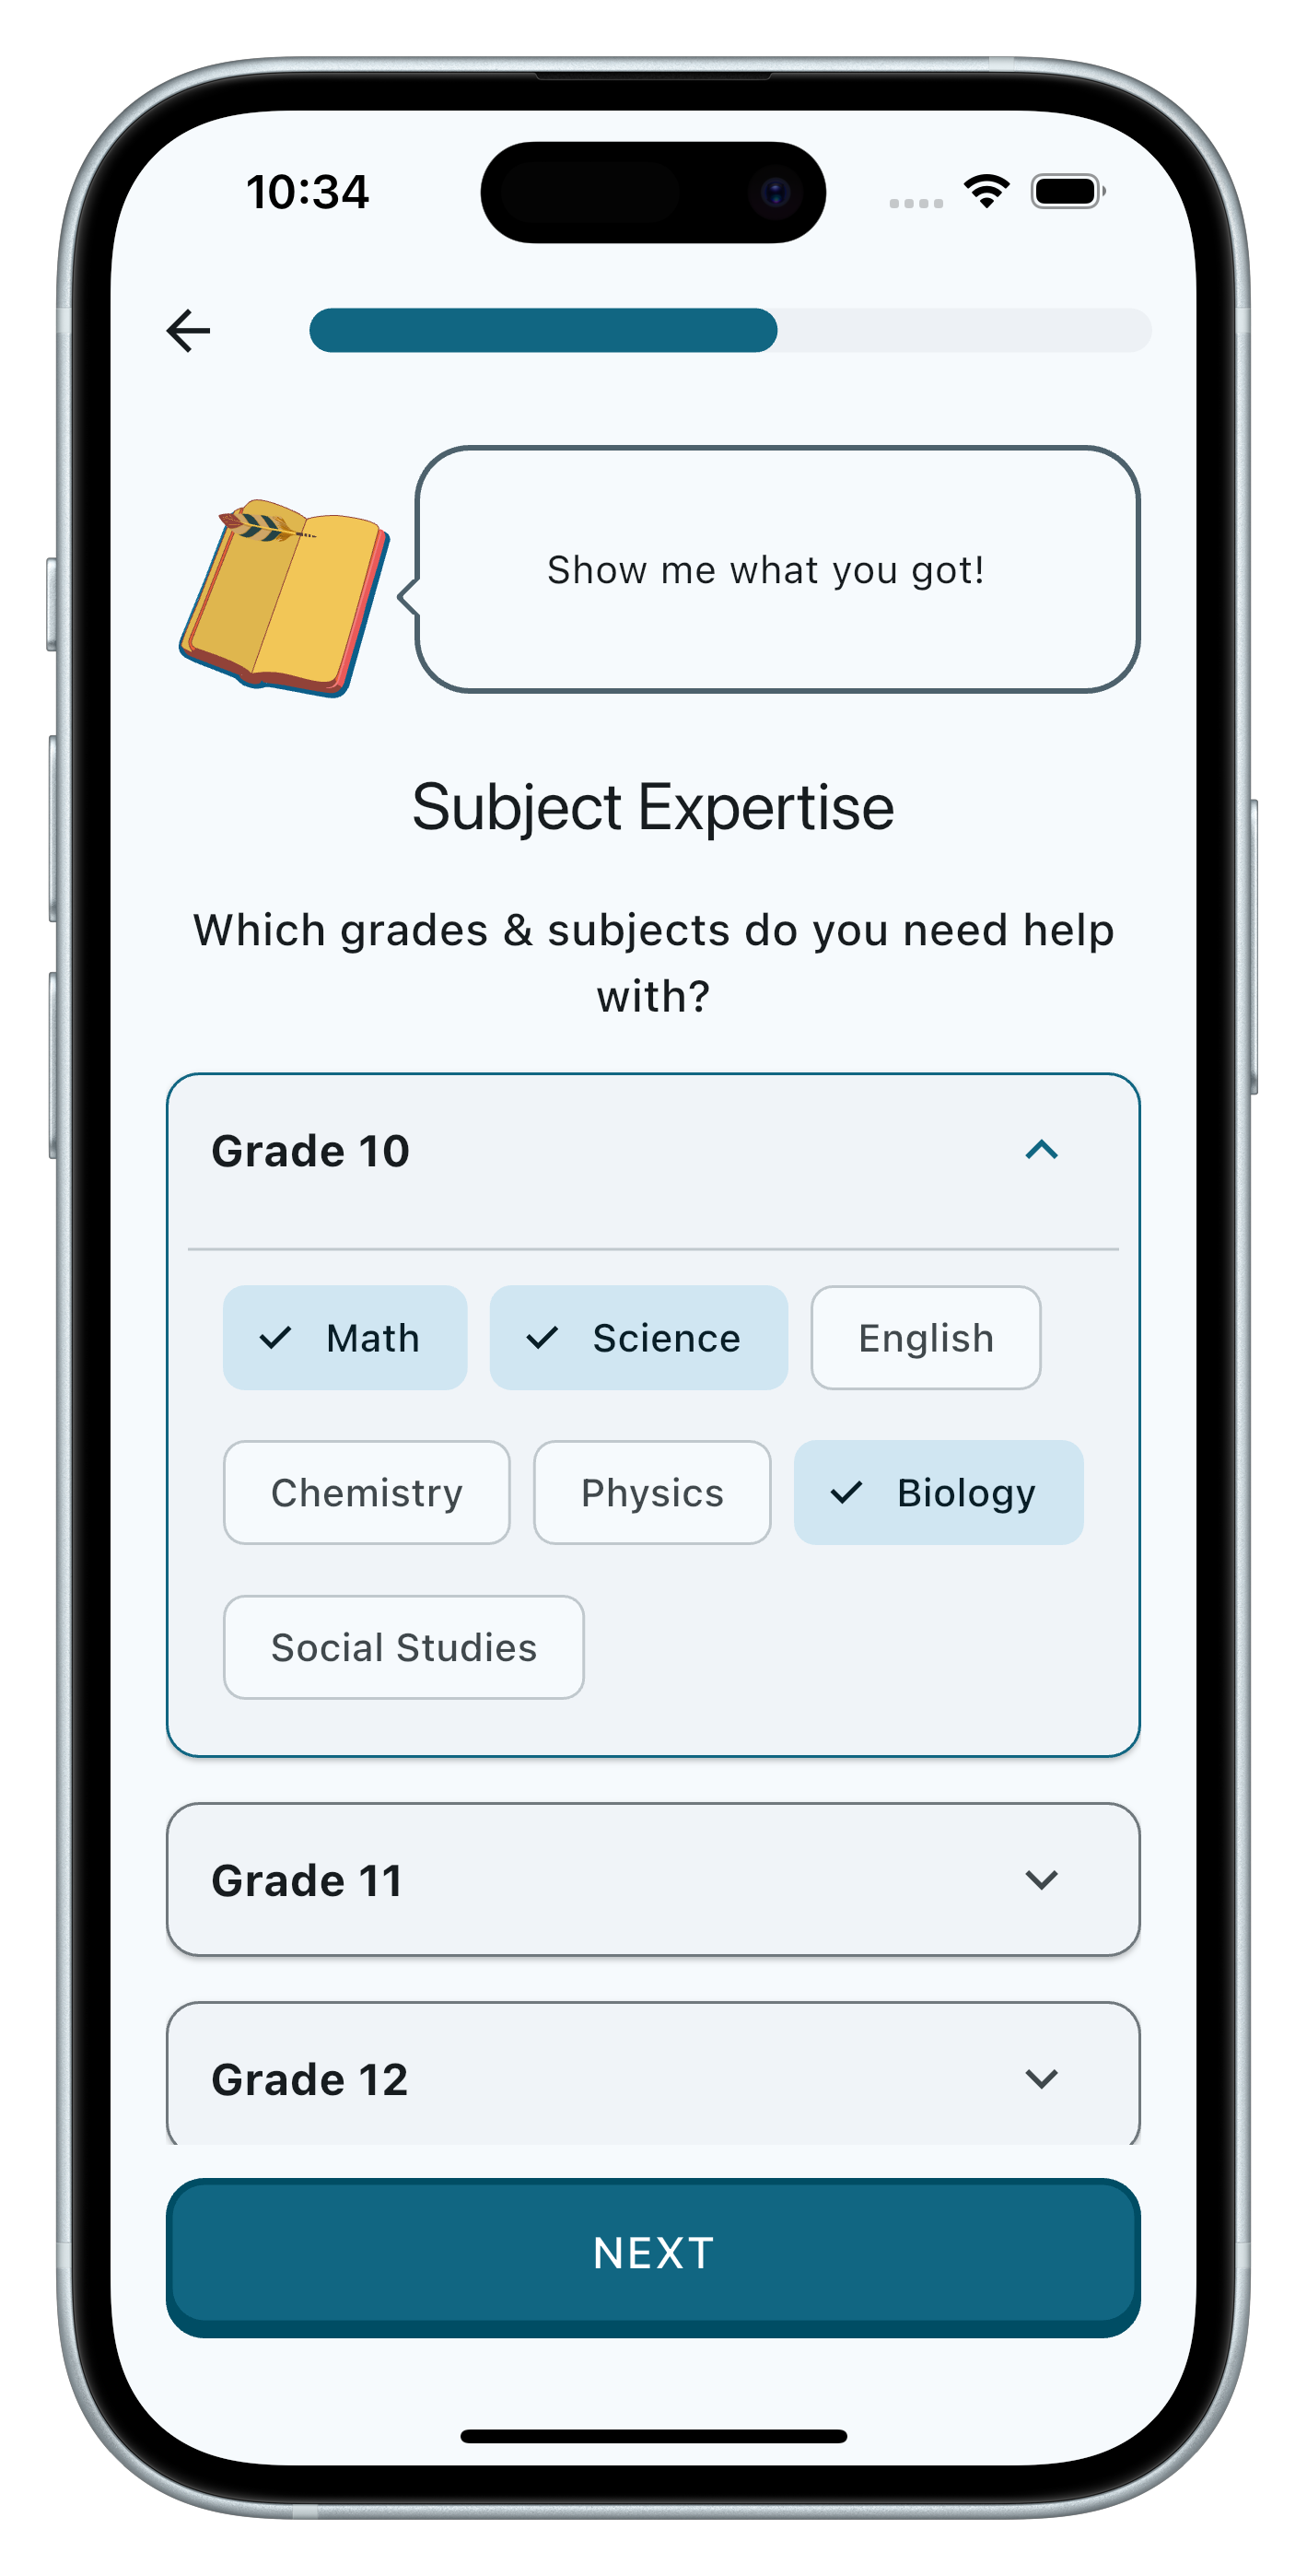 10:34
Show me what you got!
Subject Expertise
Which grades & subjects do you need help
with?
Grade 10
Math Science English
Chemistry Physics Biology
Social Studies
Grade 11
Grade 12
NEXT